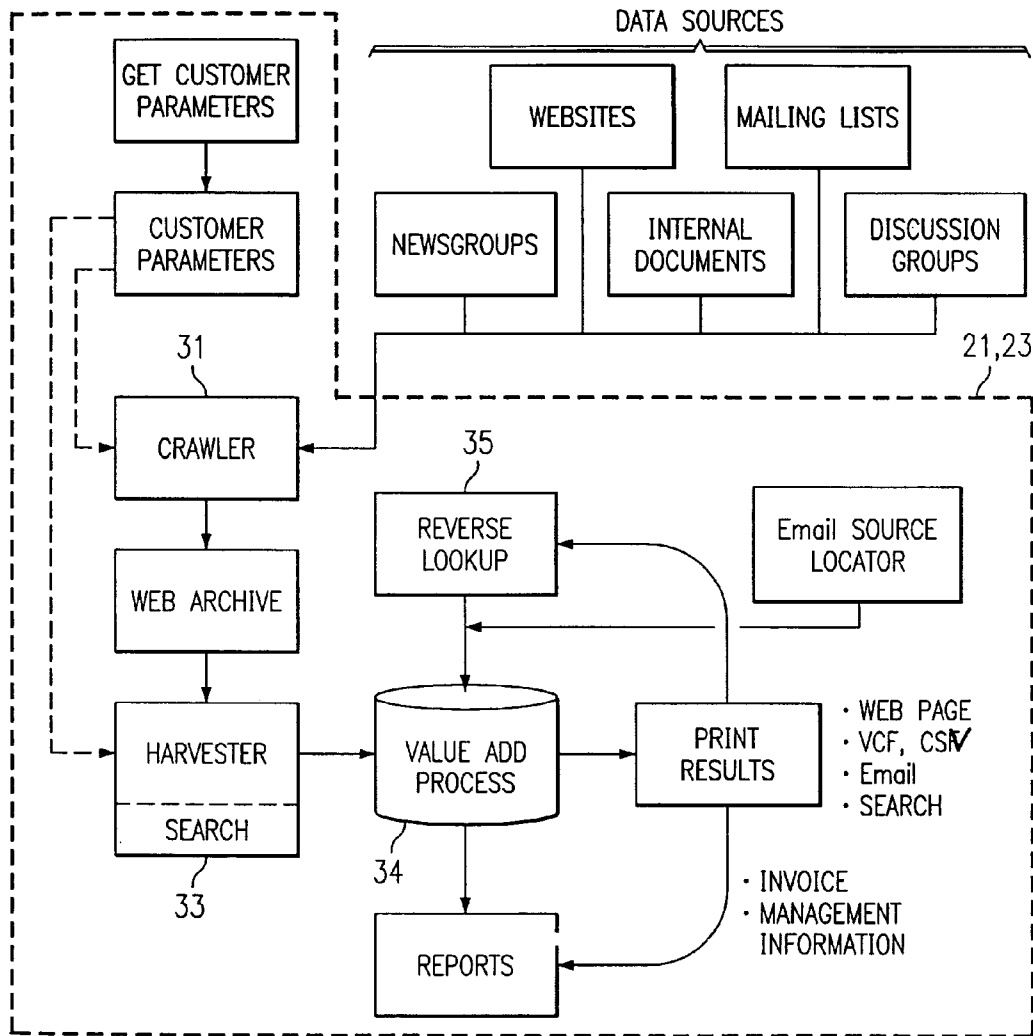 DATA SOURCES
GET CUSTOMER
PARAMETERS
WEBSITES
MAILING LISTS
CUSTOMER
PARAMETERS
NEWSGROUPS
INTERNAL
DOCUMENTS
DISCUSSION
GROUPS
21,23
31
CRAWLER
35
REVERSE
LOOKUP
Email SOURCE
LOCATOR
WEB ARCHIVE
HARVESTER
SEARCH
33
VALUE ADD
PROCESS
34
PRINT
RESULTS
· WEB PAGE
· VCF, CSV
· Email
· SEARCH
· INVOICE
· MANAGEMENT
INFORMATION
REPORTS